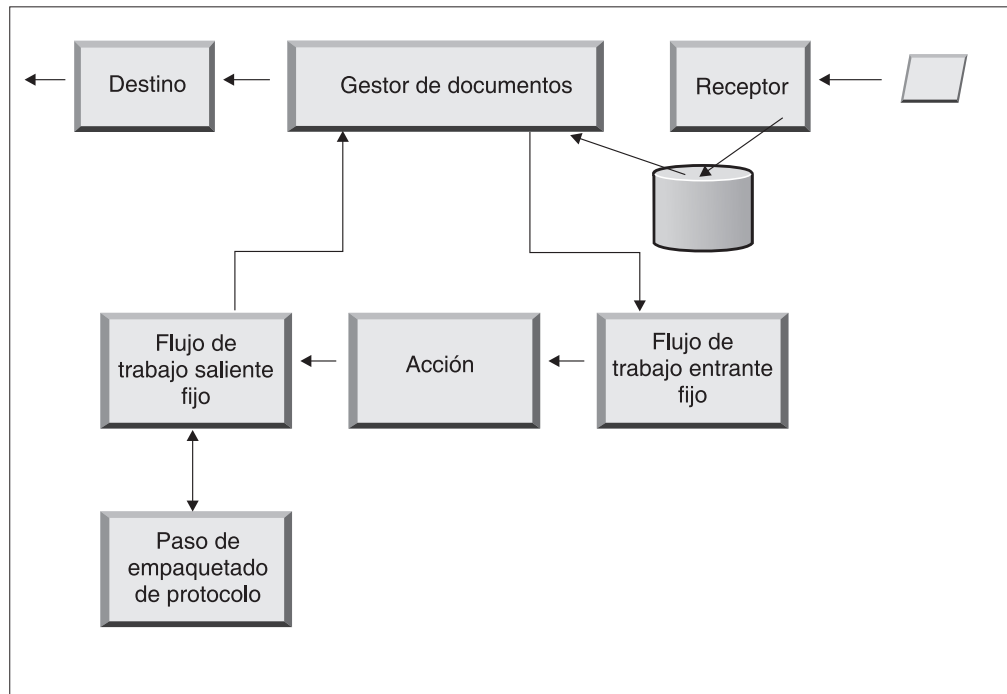 Destino
Gestor de documentos
Receptor
Flujo de
trabajo saliente
fijo
Acción
Flujo de
trabajo entrante
fijo
Paso de
empaquetado
de protocolo